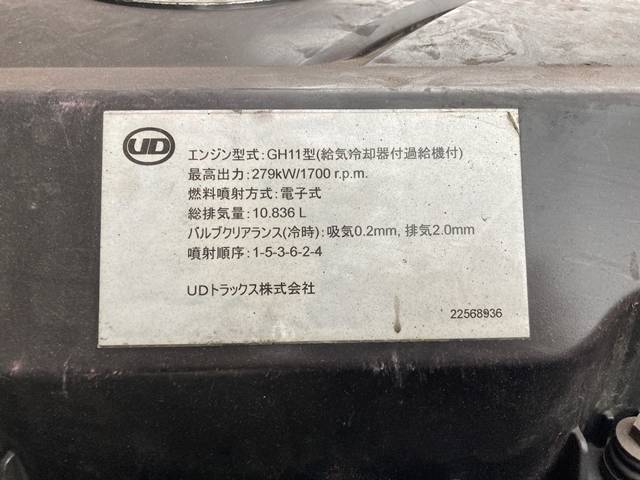 UD
エンジン型式:GH11型(給気冷却器付過給機付)
最高出力:279kW/1700 r.p.m.
燃料噴射方式:電子式
総排気量:10.836 L
バルブクリアランス(冷時):吸気0.2mm, 排気2.0mm
噴射順序:1-5-3-6-2-4
UDトラックス株式会社
22568936